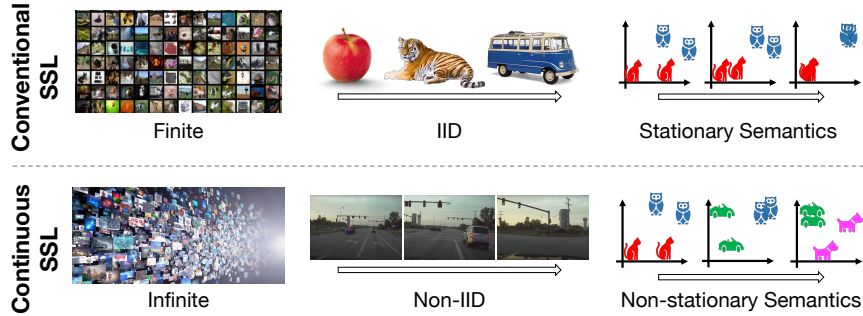 Conventional
SSL
Finite
IID
Stationary Semantics
Continuous
SSL
Infinite
Non-IID
Non-stationary Semantics